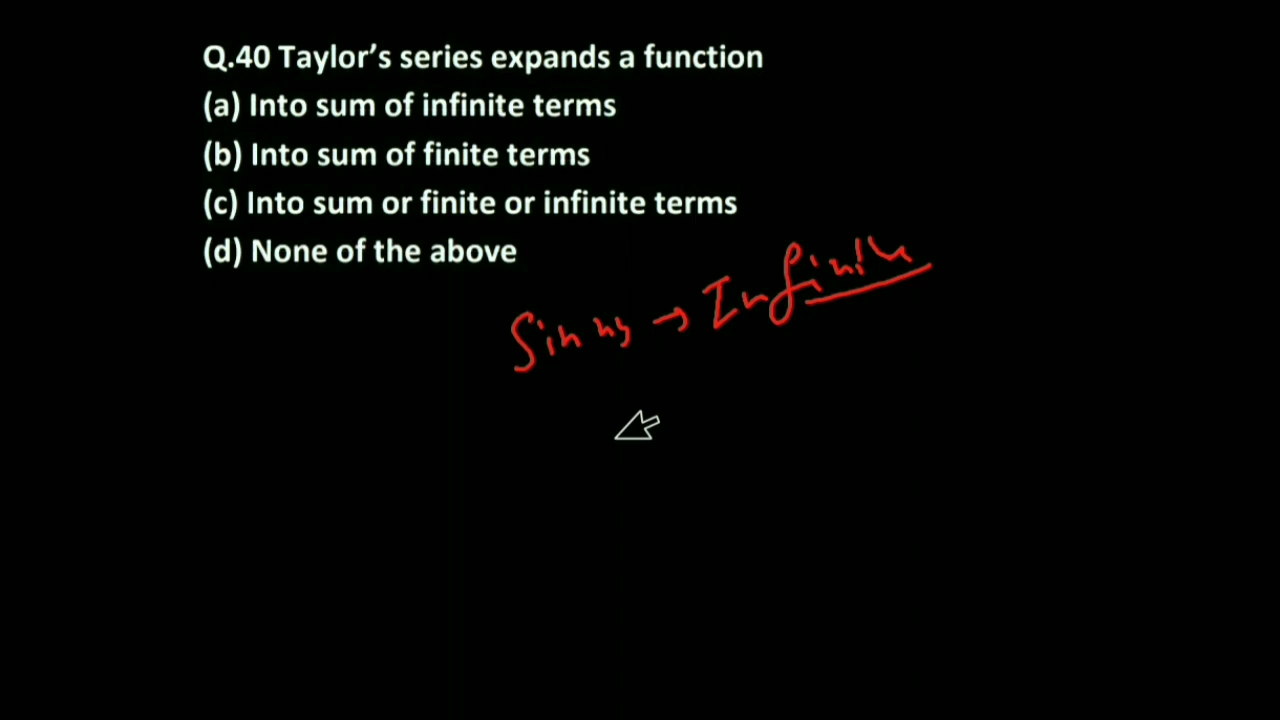 Q.40 Taylor’s series expands a function
(a) Into sum of infinite terms
(b) Into sum of finite terms
(c) Into sum or finite or infinite terms
(d) None of the above
→ Infinite